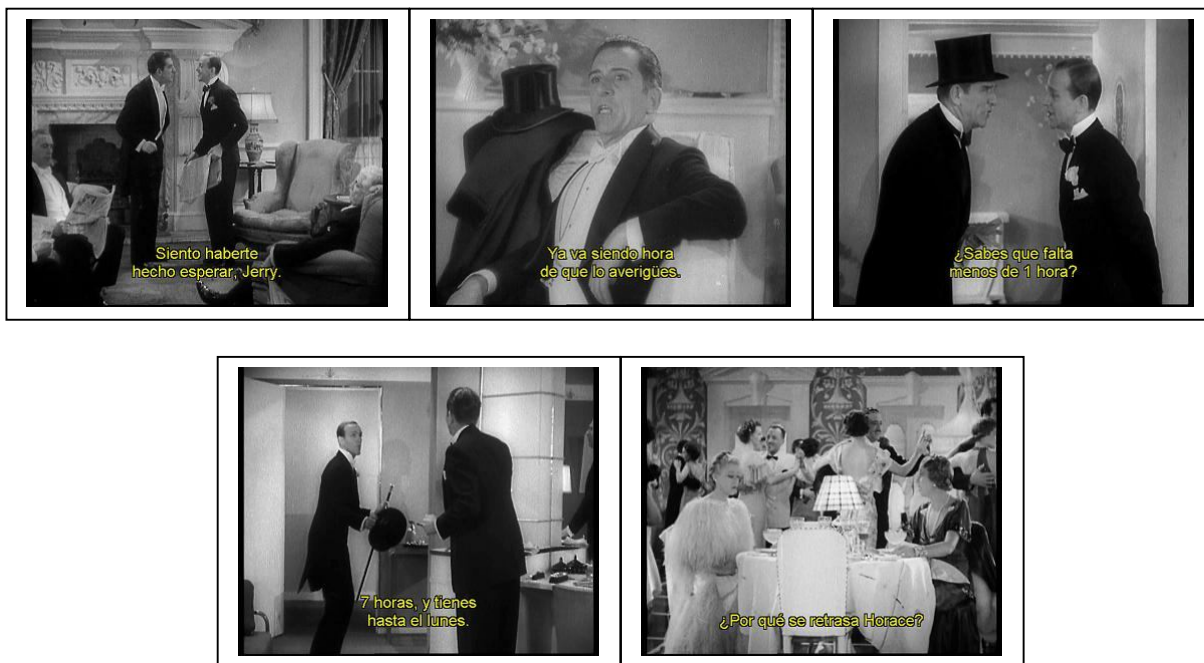 Siento haberte
hecho esperar, Jerry.
Ya va siendo hora
de que lo averigües.
¿Sabes que falta
menos de 1 hora?
7 horas, y tienes
hasta el lunes.
¿Por qué se retrasa Horace?